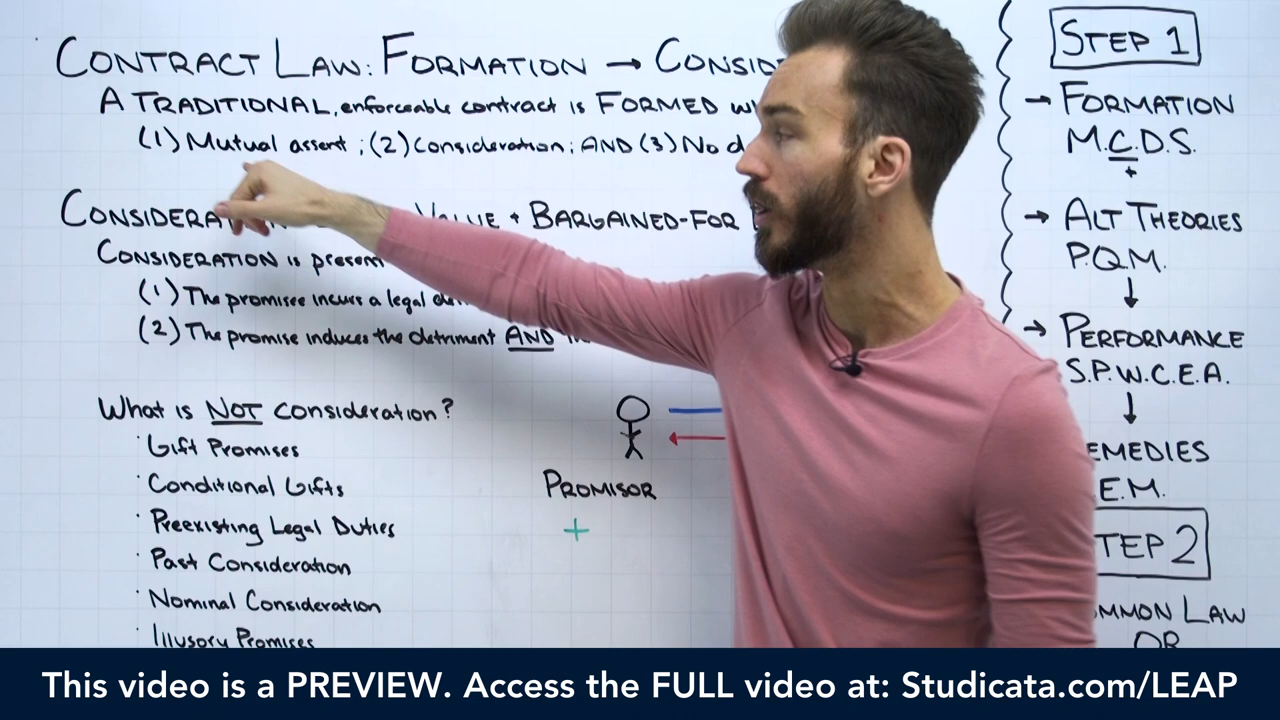 CONTRACT LAW: FORMATION → CONSID
A TRADITIONAL, enforceable contract is FORMED w
(1) Mutual assent ; (2) Consideration ; AND (3) No d
CONSIDERA VALUE + BARGAINED-FOR
CONSIDERATION is present
(1) The promisee incurs a legal de
(2) The promise induces the detriment AND
What is NOT consideration?
· Gift Promises
· Conditional Gifts
· Preexisting Legal Duties
· Past Consideration
· Nominal Consideration
· Illusory Promises
PROMISOR
+
STEP 1
→ FORMATION
M.C.D.S.
+
→ ALT THEORIES
P.Q.M.
↓
→ PERFORMANCE
S.P.W.C.E.A.
↓
EMEDIES
E.M.
TEP 2
MMON LAW
OR
This video is a PREVIEW. Access the FULL video at: Studicata.com/LEAP